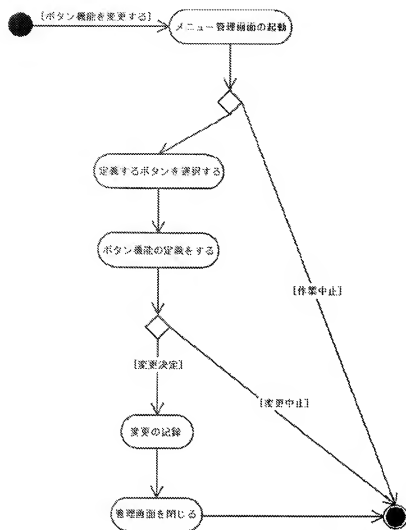 [ボタン機能を変更する]
メニュー管理画面の起動
定義するボタンを選択する
ボタン機能の定義をする
[作業中止]
[変更決定]
[変更中止]
変更の記録
管理画面を閉じる